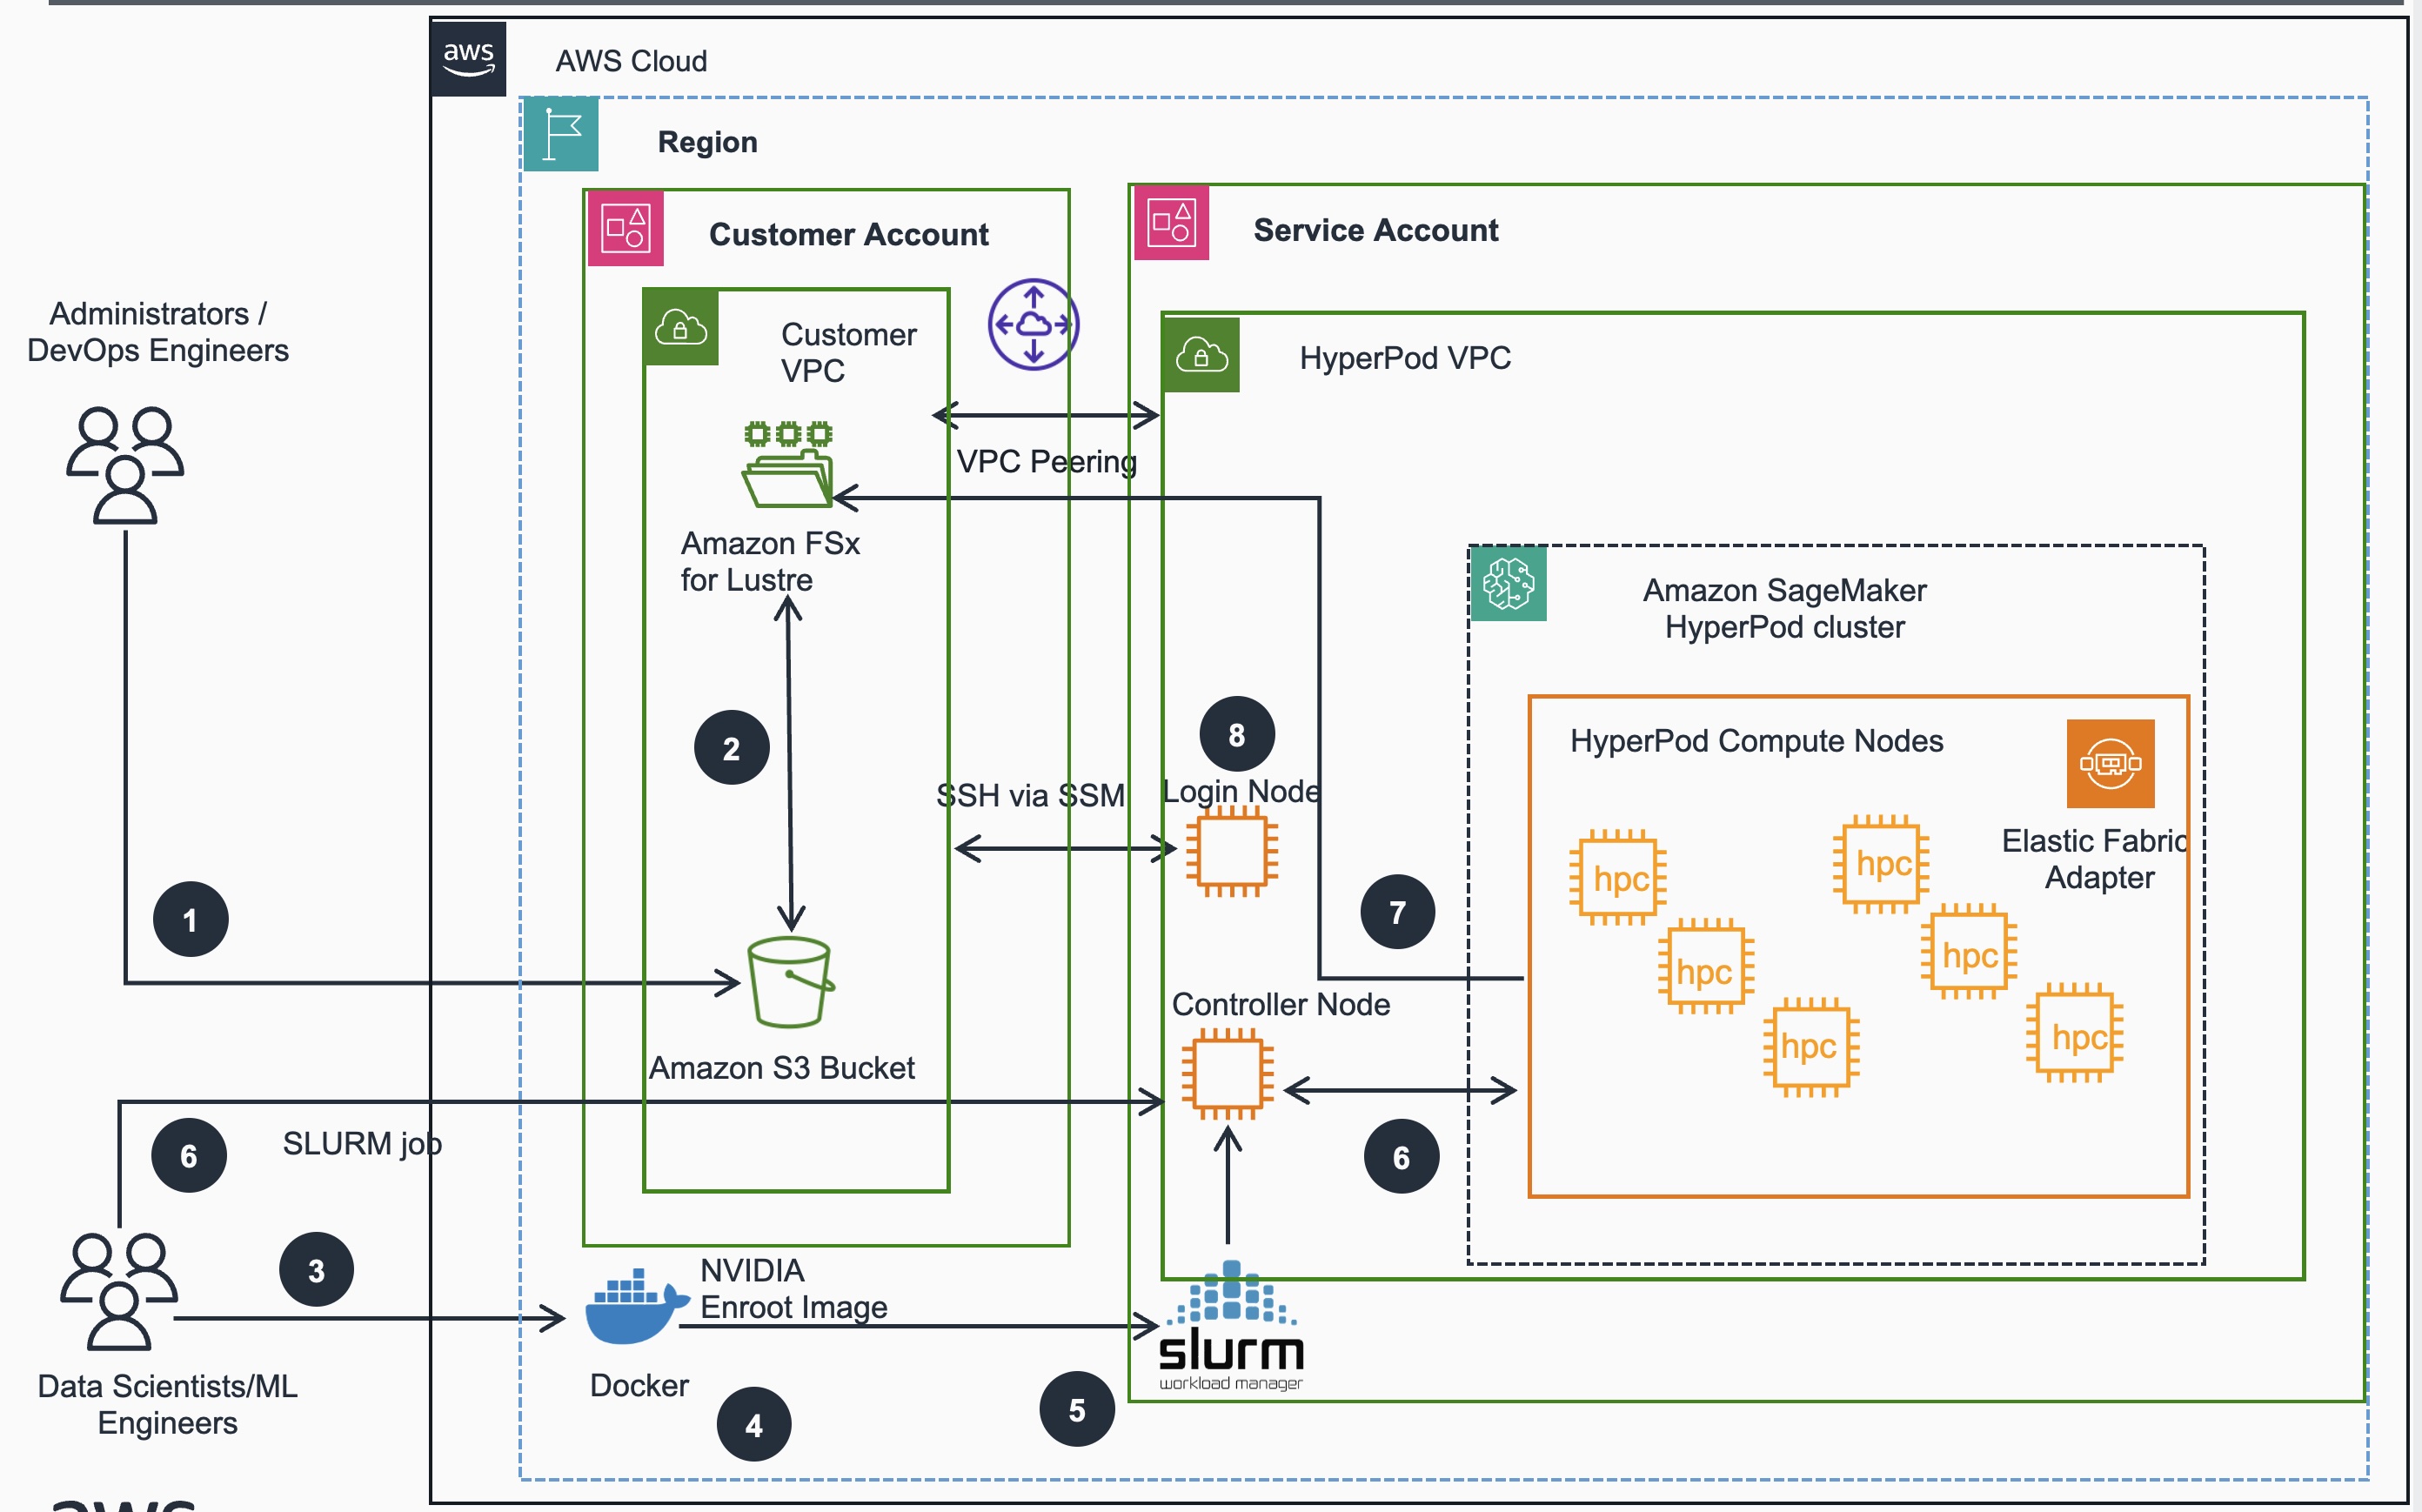 aws
AWS Cloud
Region
Customer Account
Service Account
Administrators /
DevOps Engineers
Customer
VPC
HyperPod VPC
VPC Peering
Amazon FSx
for Lustre
Amazon SageMaker
HyperPod cluster
2
8
HyperPod Compute Nodes
SSH via SSM
Login Node
Elastic Fabric
Adapter
hpc
hpc
hpc
hpc
hpc
hpc
1
7
Controller Node
Amazon S3 Bucket
6
SLURM job
6
3
NVIDIA
Enroot Image
slurm
workload manager
Docker
Data Scientists/ML
Engineers
4
5
aws